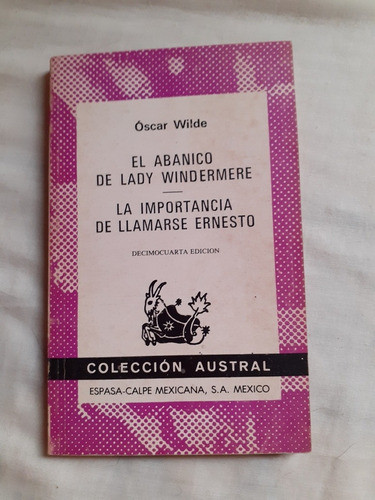 Óscar Wilde
EL ABANICO
DE LADY WINDERMERE
LA IMPORTANCIA
DE LLAMARSE ERNESTO
DECIMOCUARTA EDICION
COLECCIÓN AUSTRAL
ESPASA-CALPE MEXICANA, S.A. MEXICO